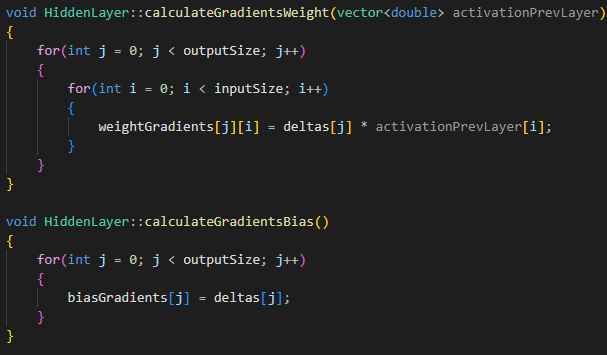 void HiddenLayer::calculateGradientsWeight(vector<double> activationPrevLayer)
{
    for(int j = 0; j < outputSize; j++)
    {
        for(int i = 0; i < inputSize; i++)
        {
            weightGradients[j][i] = deltas[j] * activationPrevLayer[i];
        }
    }
}

void HiddenLayer::calculateGradientsBias()
{
    for(int j = 0; j < outputSize; j++)
    {
        biasGradients[j] = deltas[j];
    }
}